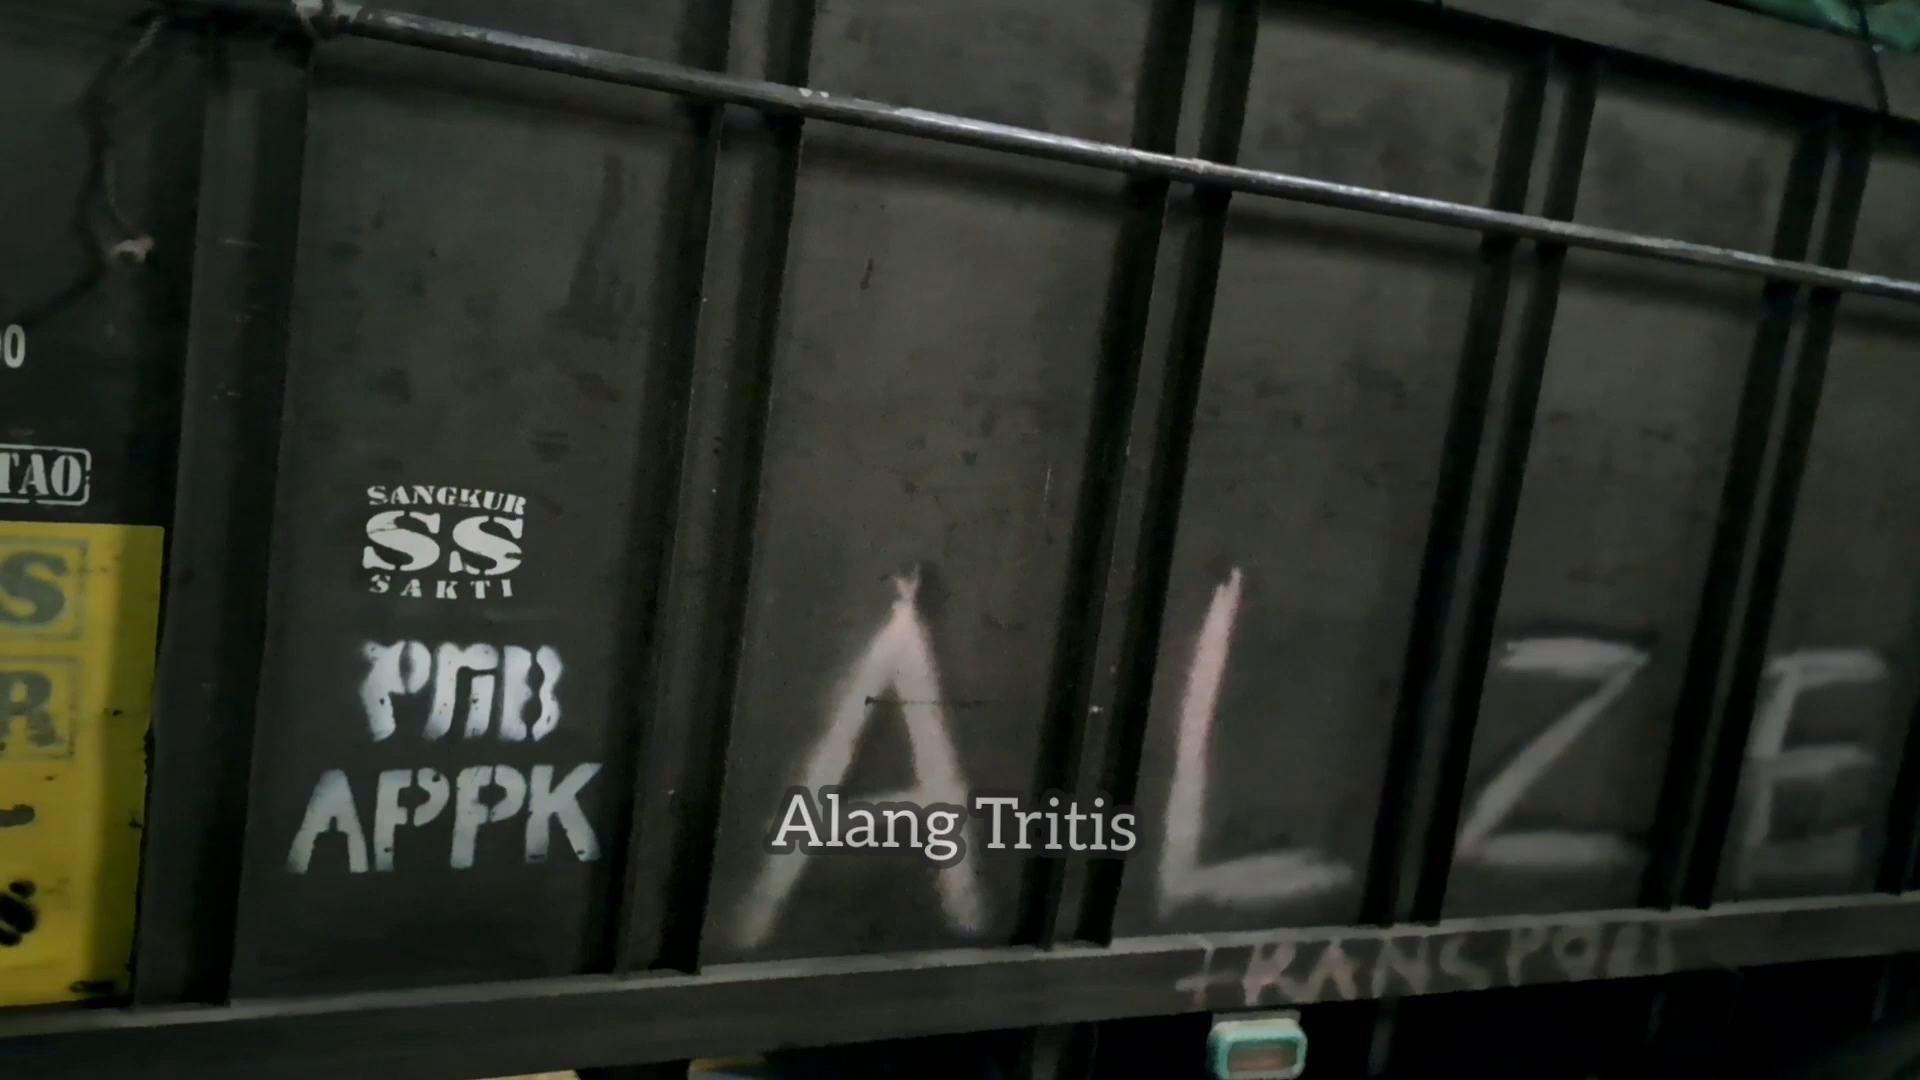 TAO
S
R
SANGKUR
SS
SAKTI
PMB
APPK
ALZE
Alang Tritis
TRANSPORT